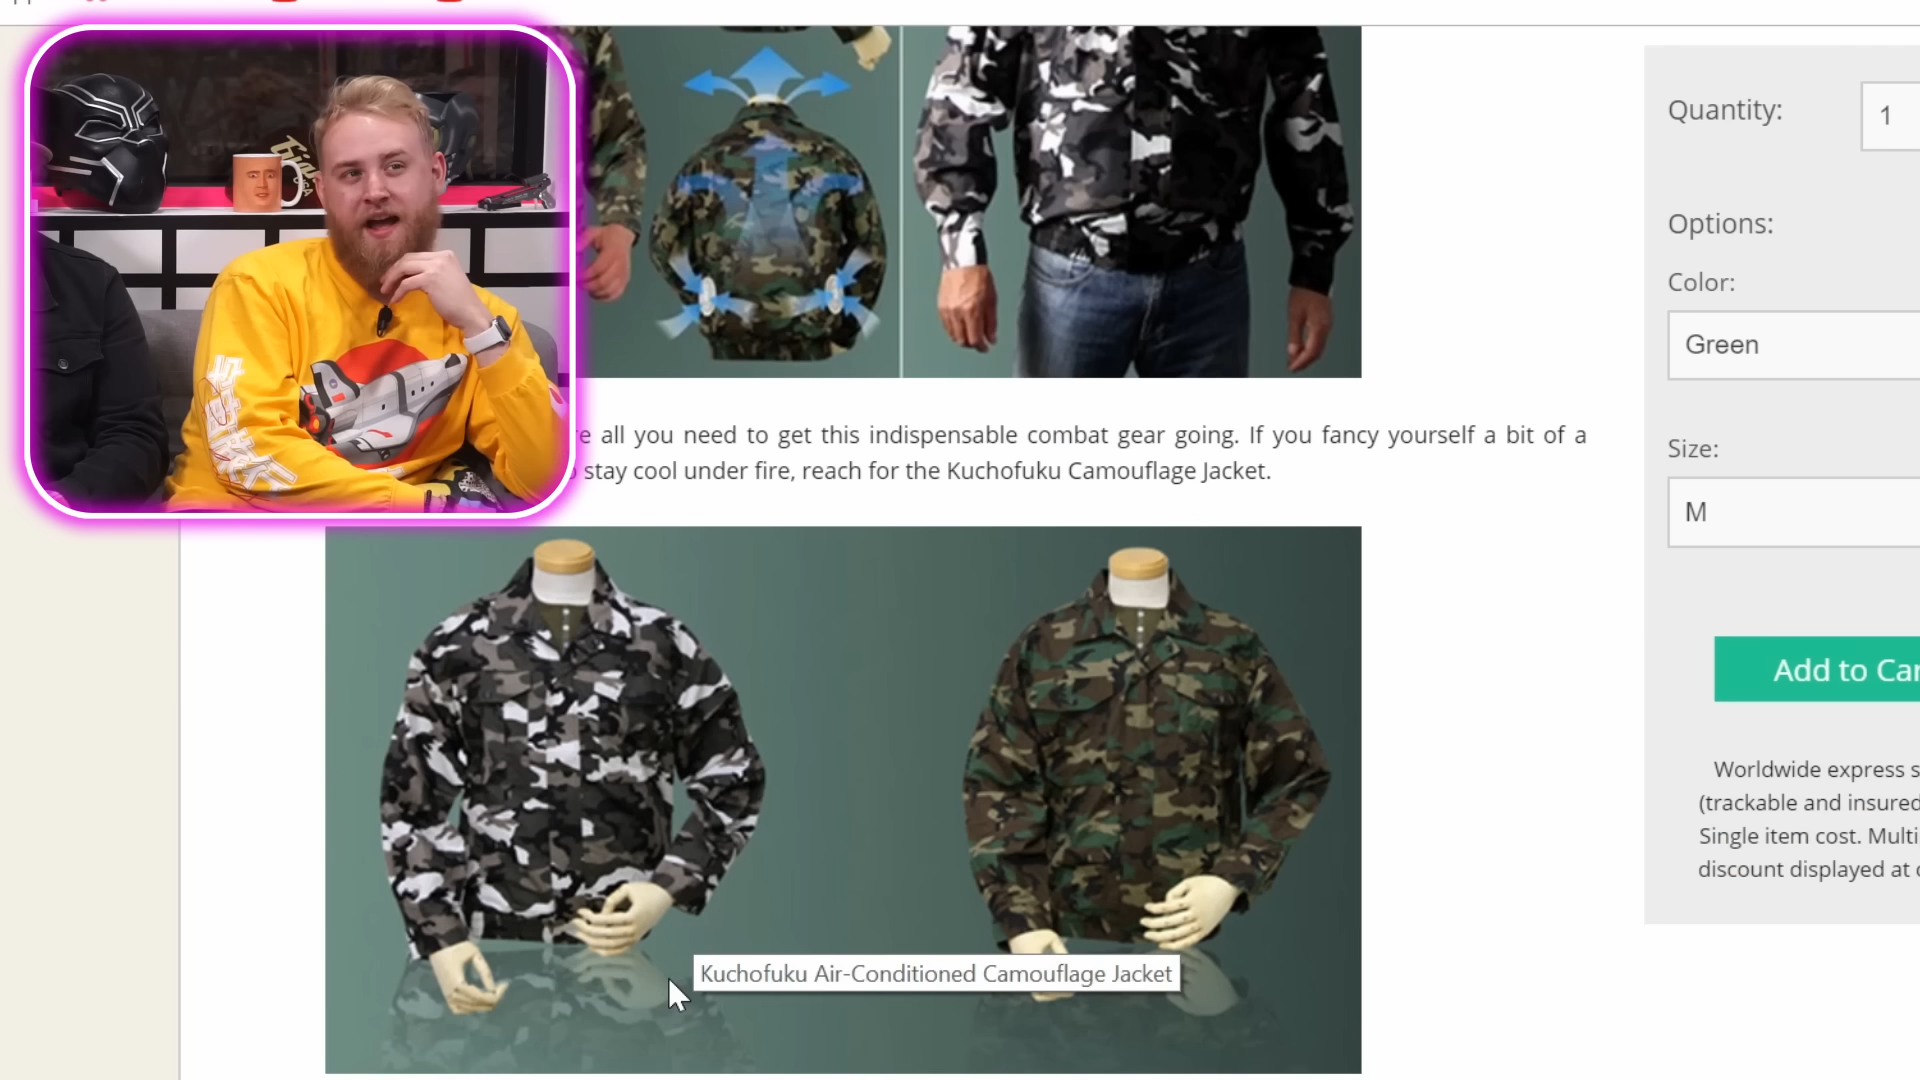 Quantity:
1
Options:
Color:
Green
all you need to get this indispensable combat gear going. If you fancy yourself a bit of a
stay cool under fire, reach for the Kuchofuku Camouflage Jacket.
Size:
M
Add to Car
Worldwide express s
(trackable and insured
Single item cost. Multi
discount displayed at
Kuchofuku Air-Conditioned Camouflage Jacket